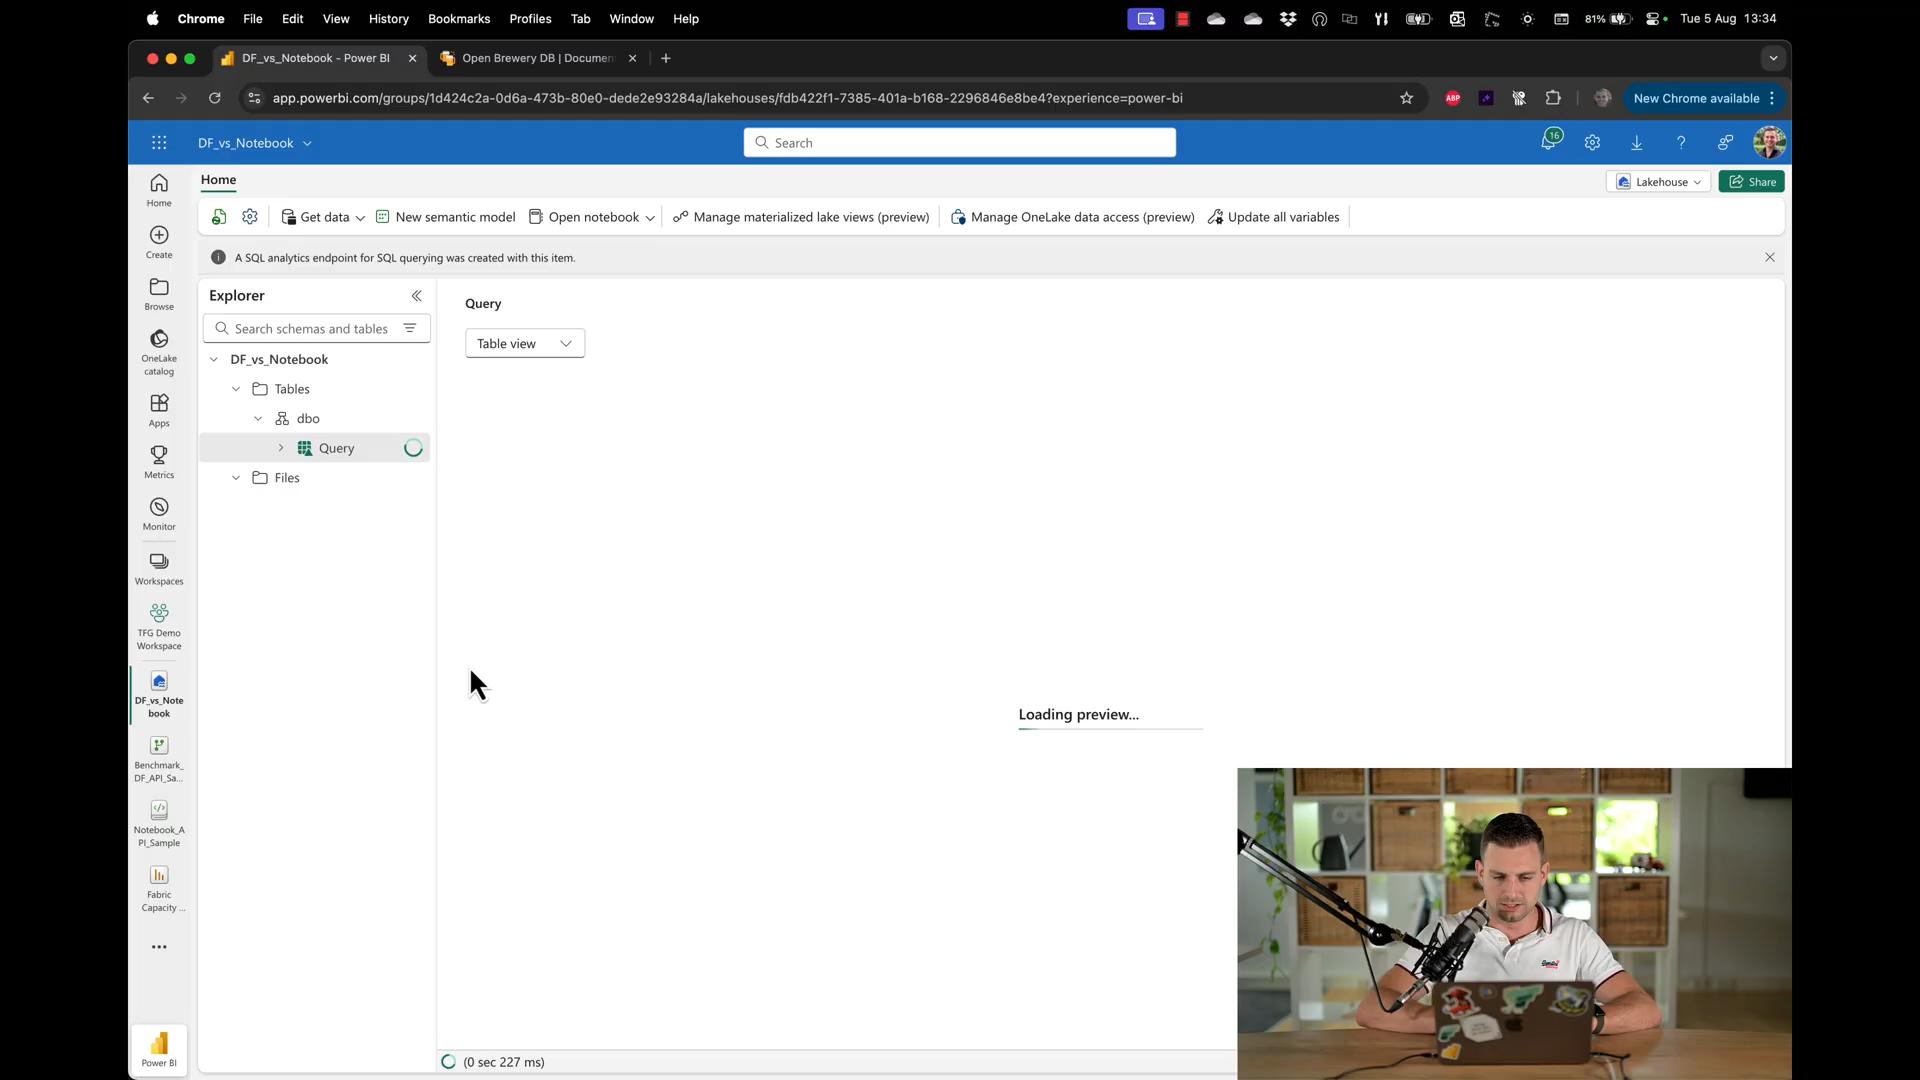 Chrome File Edit View History Bookmarks Profiles Tab Window Help
81% Tue 5 Aug 13:34
DF_vs_Notebook - Power BI
Open Brewery DB | Documen
app.powerbi.com/groups/1d424c2a-0d6a-473b-80e0-dede2e93284a/lakehouses/fdb422f1-7385-401a-b168-2296846e8be4?experience=power-bi
ABP
New Chrome available
DF_vs_Notebook
Search
16
Home
Lakehouse
Share
Get data
New semantic model
Open notebook
Manage materialized lake views (preview)
Manage OneLake data access (preview)
Update all variables
A SQL analytics endpoint for SQL querying was created with this item.
Home
Create
Browse
OneLake
catalog
Apps
Metrics
Monitor
Workspaces
TFG Demo
Workspace
DF_vs_Note
book
Benchmark_
DF_API_Sa...
Notebook_A
PI_Sample
Fabric
Capacity ...
Power BI
Explorer
Search schemas and tables
DF_vs_Notebook
Tables
dbo
Query
Files
Query
Table view
Loading preview...
(0 sec 227 ms)